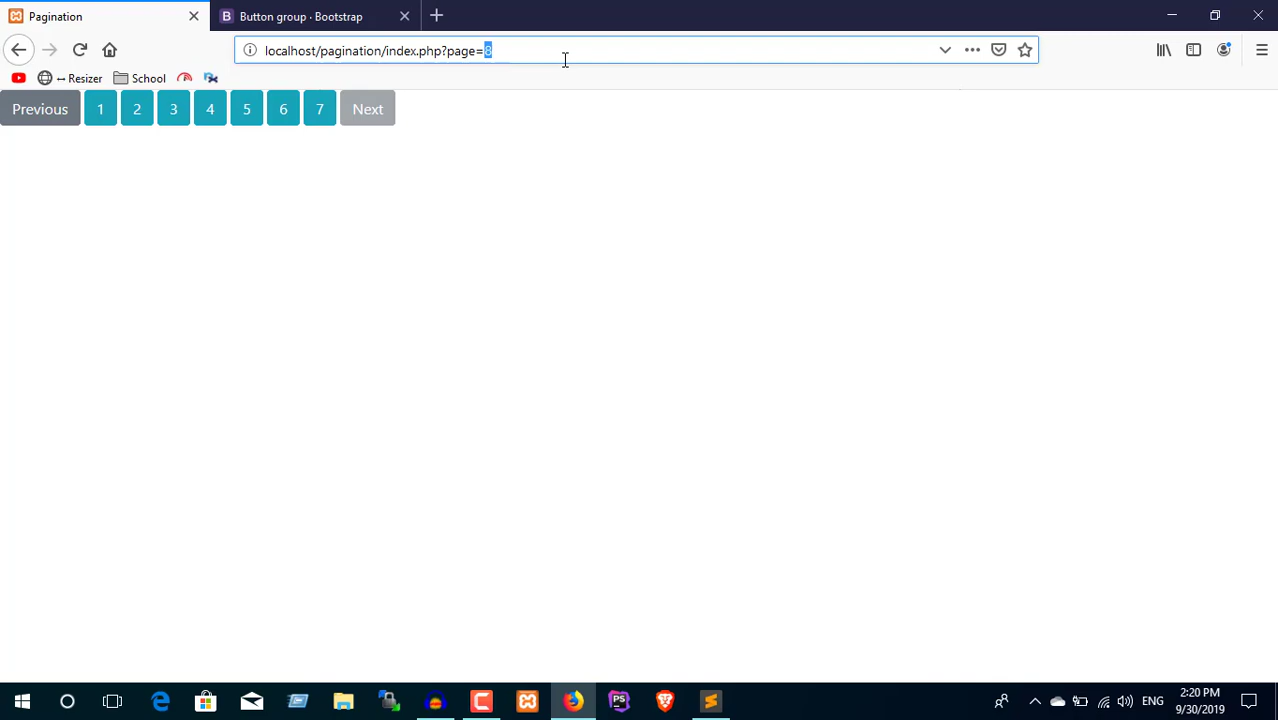 Pagination
Button group · Bootstrap
localhost/pagination/index.php?page=8
↔ Resizer
School
Previous 1 2 3 4 5 6 7 Next
ENG
2:20 PM
9/30/2019